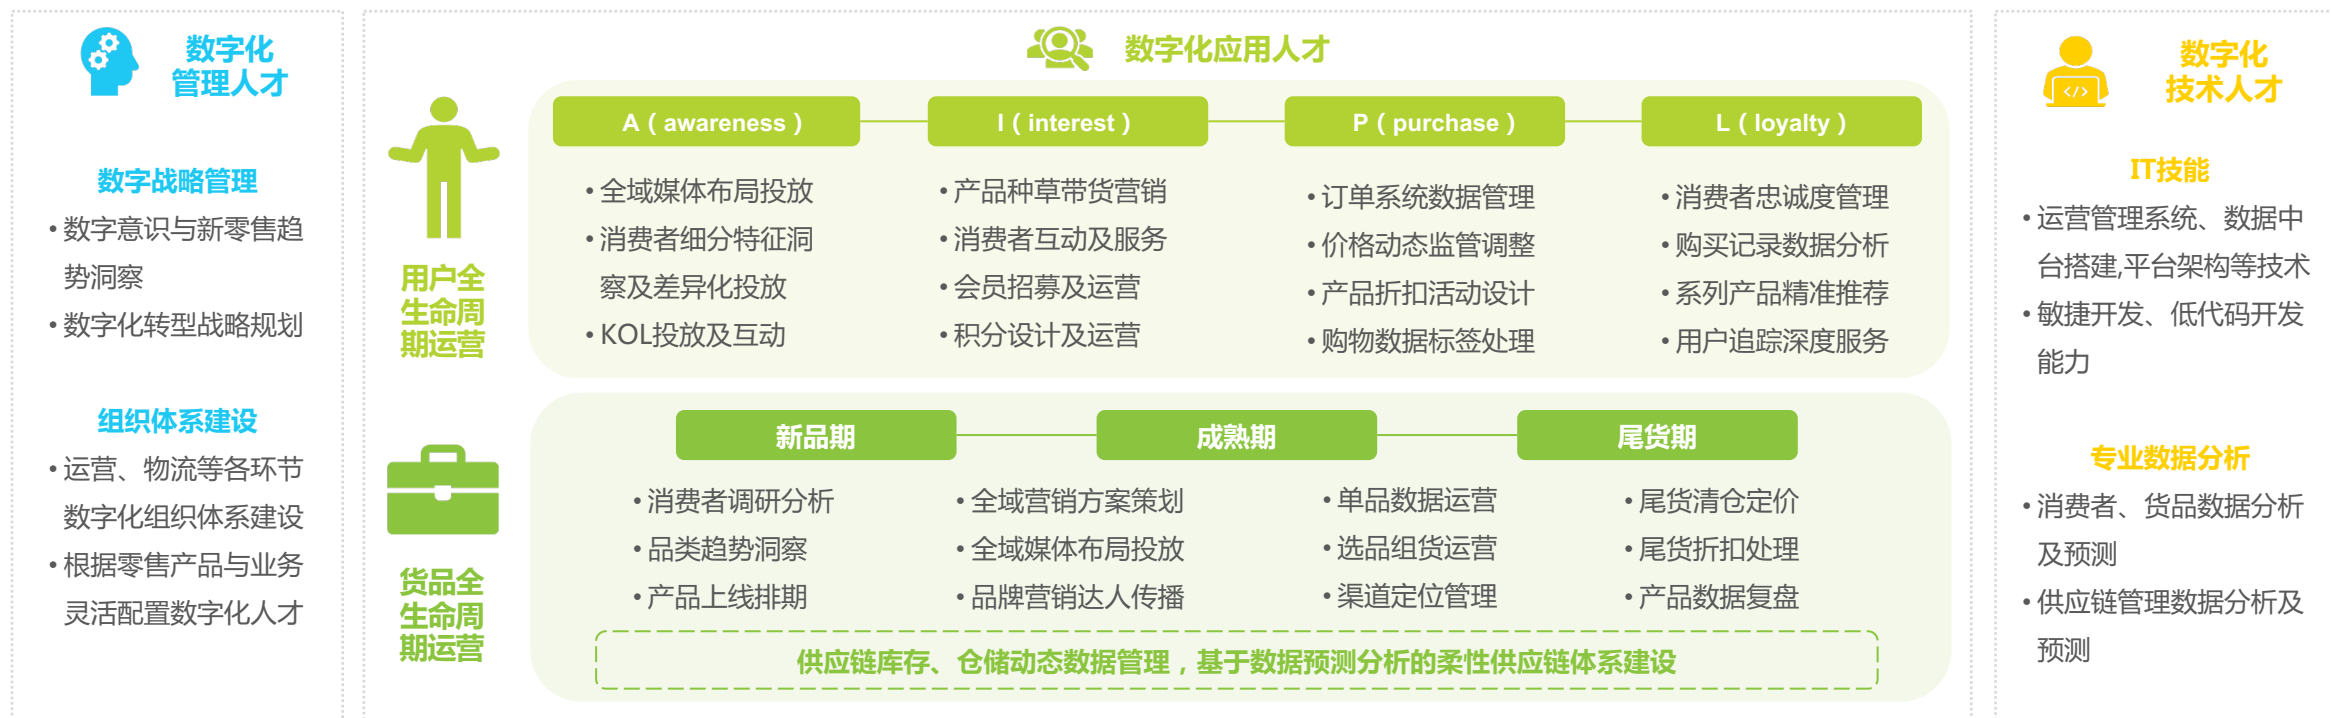 数字化
管理人才
数字战略管理
• 数字意识与新零售趋
势洞察
• 数字化转型战略规划
组织体系建设
• 运营、物流等各环节
数字化组织体系建设
• 根据零售产品与业务
灵活配置数字化人才
数字化应用人才
用户全
生命周
期运营
A（awareness）
• 全域媒体布局投放
• 消费者细分特征洞
察及差异化投放
• KOL投放及互动
I（interest）
• 产品种草带货营销
• 消费者互动及服务
• 会员招募及运营
• 积分设计及运营
P（purchase）
• 订单系统数据管理
• 价格动态监管调整
• 产品折扣活动设计
• 购物数据标签处理
L（loyalty）
• 消费者忠诚度管理
• 购买记录数据分析
• 系列产品精准推荐
• 用户追踪深度服务
货品全
生命周
期运营
新品期
成熟期
尾货期
• 消费者调研分析
• 品类趋势洞察
• 产品上线排期
• 全域营销方案策划
• 全域媒体布局投放
• 品牌营销达人传播
• 单品数据运营
• 选品组货运营
• 渠道定位管理
• 尾货清仓定价
• 尾货折扣处理
• 产品数据复盘
供应链库存、仓储动态数据管理，基于数据预测分析的柔性供应链体系建设
数字化
技术人才
</>
IT技能
• 运营管理系统、数据中
台搭建,平台架构等技术
• 敏捷开发、低代码开发
能力
专业数据分析
• 消费者、货品数据分析
及预测
• 供应链管理数据分析及
预测